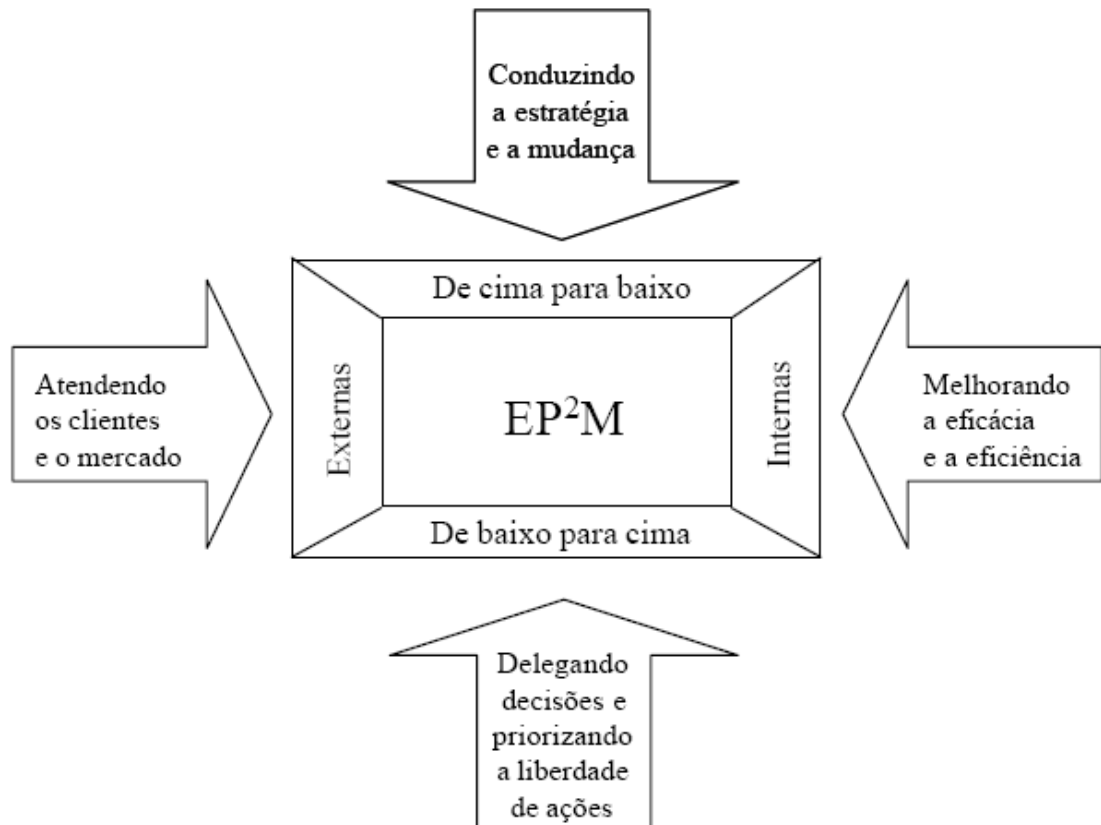 Conduzindo
a estratégia
e a mudança
De cima para baixo
Atendendo
os clientes
e o mercado
Externas
EP²M
Internas
Melhorando
a eficácia
e a eficiência
De baixo para cima
Delegando
decisões e
priorizando
a liberdade
de ações